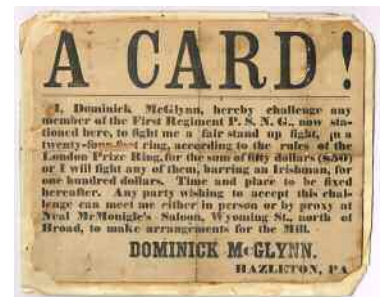 A CARD!
I, Dominick McGlynn, hereby challenge any
member of the First Regiment P. S. N. G., now sta-
tioned here, to fight me a fair stand up fight, in a
twenty-four foot ring, according to the rules of the
London Prize Ring, for the sum of fifty dollars ($50)
or I will fight any of them, barring an Irishman, for
one hundred dollars. Time and place to be fixed
hereafter. Any party wishing to accept this chal-
lenge can meet me either in person or by proxy at
Neal McMonigle's Saloon, Wyoming St., north of
Broad, to make arrangements for the Mill.
DOMINICK McGLYNN.
HAZLETON, PA